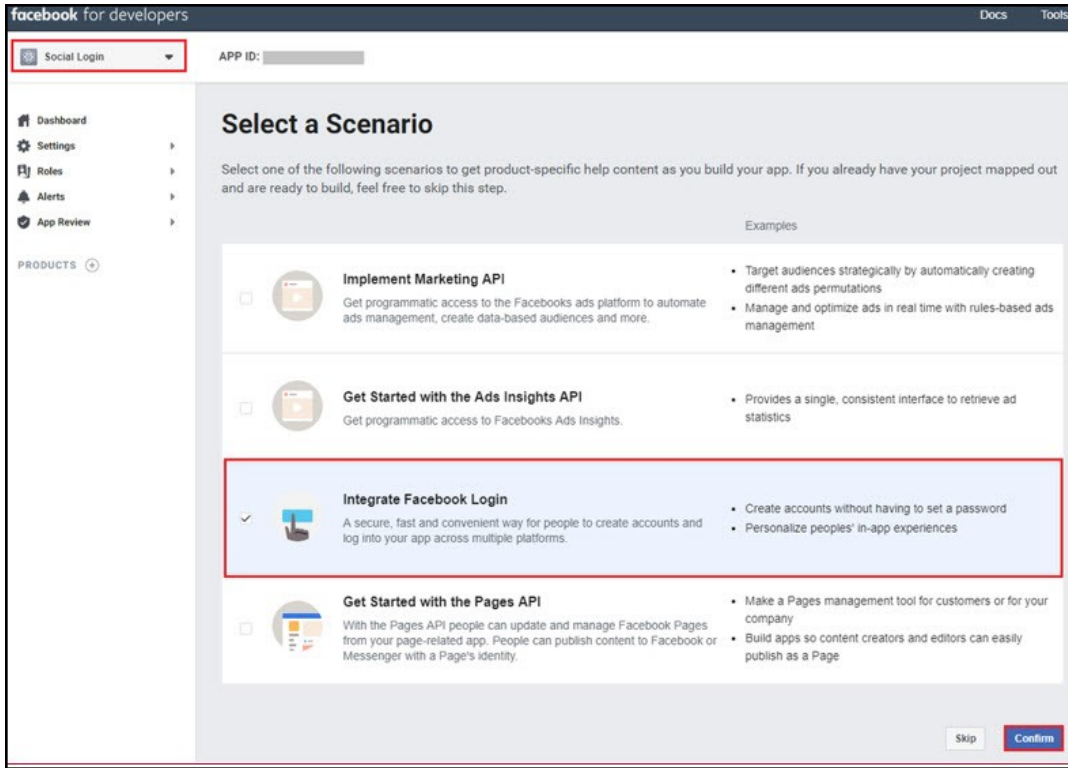 facebook for developers
Docs
Tools
Social Login
APP ID:
Dashboard
Settings
Roles
Alerts
App Review
PRODUCTS
Select a Scenario
Select one of the following scenarios to get product-specific help content as you build your app. If you already have your project mapped out
and are ready to build, feel free to skip this step.
Examples
Implement Marketing API
Get programmatic access to the Facebooks ads platform to automate
ads management, create data-based audiences and more.
• Target audiences strategically by automatically creating
different ads permutations
• Manage and optimize ads in real time with rules-based ads
management
Get Started with the Ads Insights API
Get programmatic access to Facebooks Ads Insights.
• Provides a single, consistent interface to retrieve ad
statistics
Integrate Facebook Login
A secure, fast and convenient way for people to create accounts and
log into your app across multiple platforms.
• Create accounts without having to set a password
• Personalize peoples' in-app experiences
Get Started with the Pages API
With the Pages API people can update and manage Facebook Pages
from your page-related app. People can publish content to Facebook or
Messenger with a Page's identity.
• Make a Pages management tool for customers or for your
company
• Build apps so content creators and editors can easily
publish as a Page
Skip
Confirm